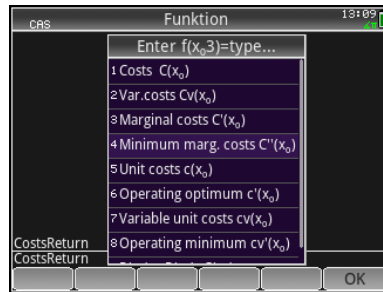 CAS Funktion 13:09
Enter f(x₀3)=type...
1 Costs C(x₀)
2 Var.costs Cv(x₀)
3 Marginal costs C'(x₀)
4 Minimum marg. costs C''(x₀)
5 Unit costs c(x₀)
6 Operating optimum c'(x₀)
7 Variable unit costs cv(x₀)
8 Operating minimum cv'(x₀)
CostsReturn
CostsReturn
OK